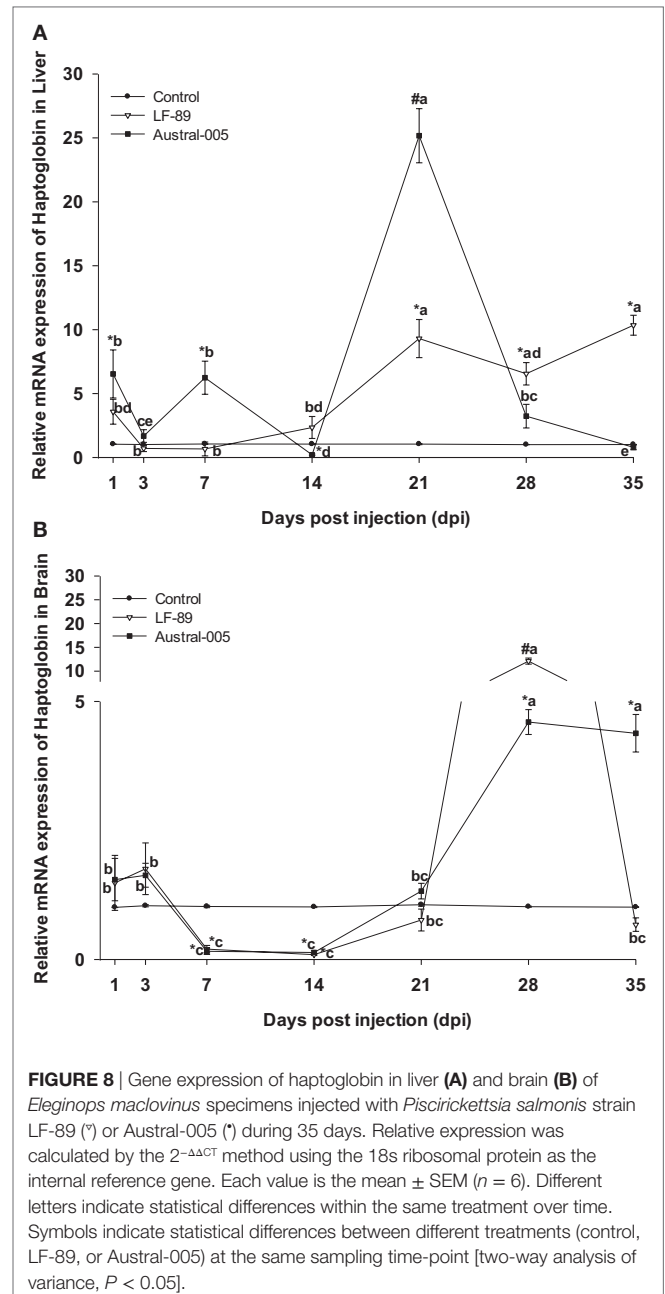 A
Relative mRNA expression of Haptoglobin in Liver
30
25
20
15
10
5
0
Control
LF-89
Austral-005
*b
bd
ce
b
*b
b
bd
*d
#a
*a
*ad
bc
*a
e
1 3 7 14 21 28 35
Days post injection (dpi)
B
Relative mRNA expression of Haptoglobin in Brain
30
25
20
15
10
5
0
Control
LF-89
Austral-005
b
b
b
b
*c
*c
*c
*c
bc
bc
#a
*a
*a
bc
1 3 7 14 21 28 35
Days post injection (dpi)
FIGURE 8 | Gene expression of haptoglobin in liver (A) and brain (B) of
Eleginops maclovinus specimens injected with Piscirickettsia salmonis strain
LF-89 (▿) or Austral-005 (▪) during 35 days. Relative expression was
calculated by the 2−ΔΔCT method using the 18s ribosomal protein as the
internal reference gene. Each value is the mean ± SEM (n = 6). Different
letters indicate statistical differences within the same treatment over time.
Symbols indicate statistical differences between different treatments (control,
LF-89, or Austral-005) at the same sampling time-point [two-way analysis of
variance, P < 0.05].